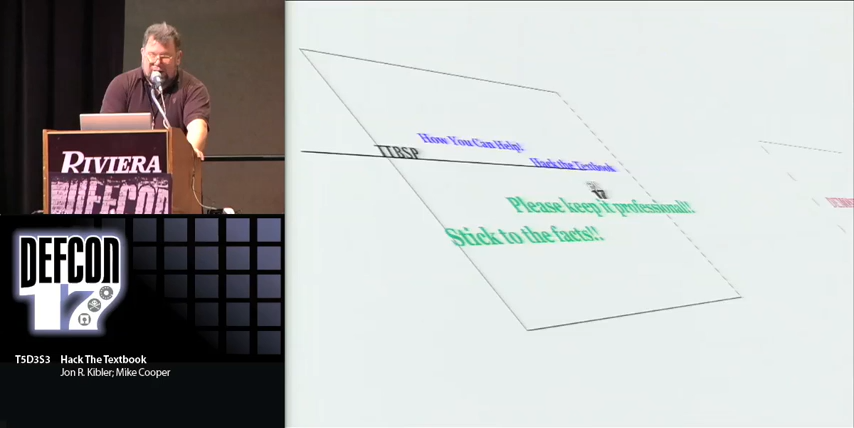 RIVIERA
DEFCON
DEFCON
17
T5D3S3 Hack The Textbook
Jon R. Kibler; Mike Cooper
How You Can Help!
TTBSP
Hack the Textbook
Please keep it professional!!
Stick to the facts!!